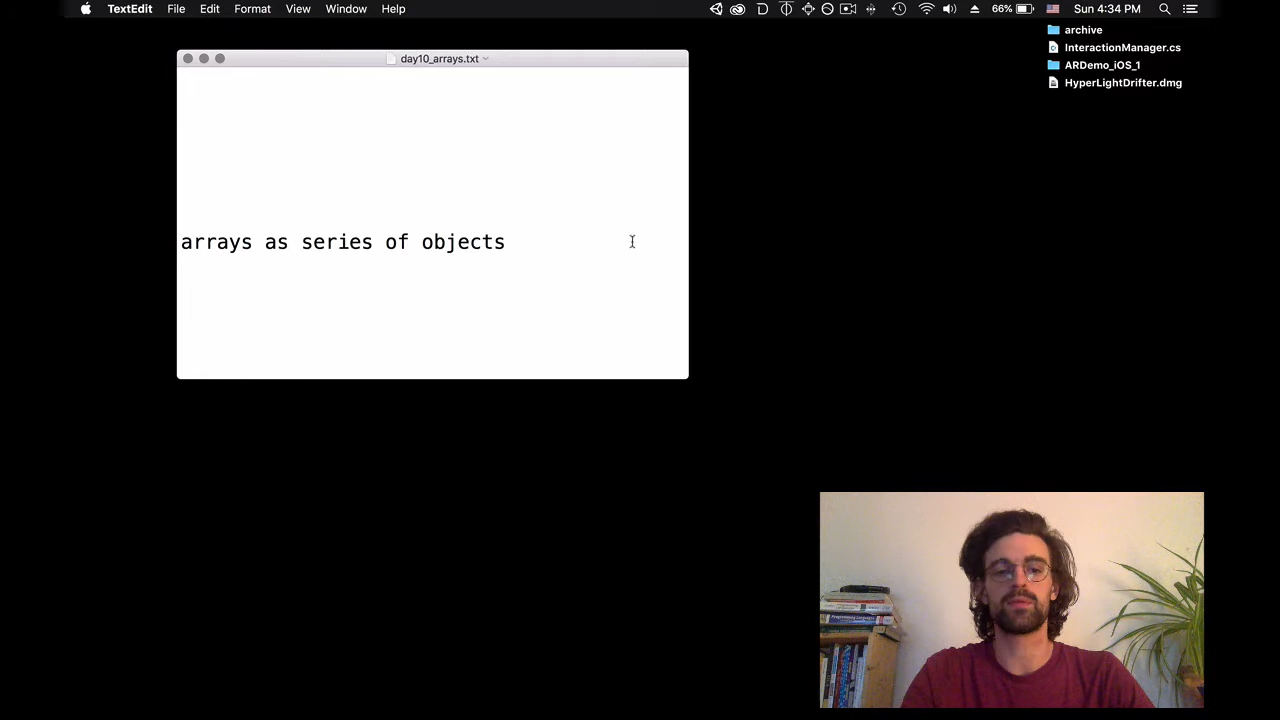 TextEdit File Edit Format View Window Help 66% Sun 4:34 PM
archive
InteractionManager.cs
ARDemo_iOS_1
HyperLightDrifter.dmg
day10_arrays.txt
arrays as series of objects